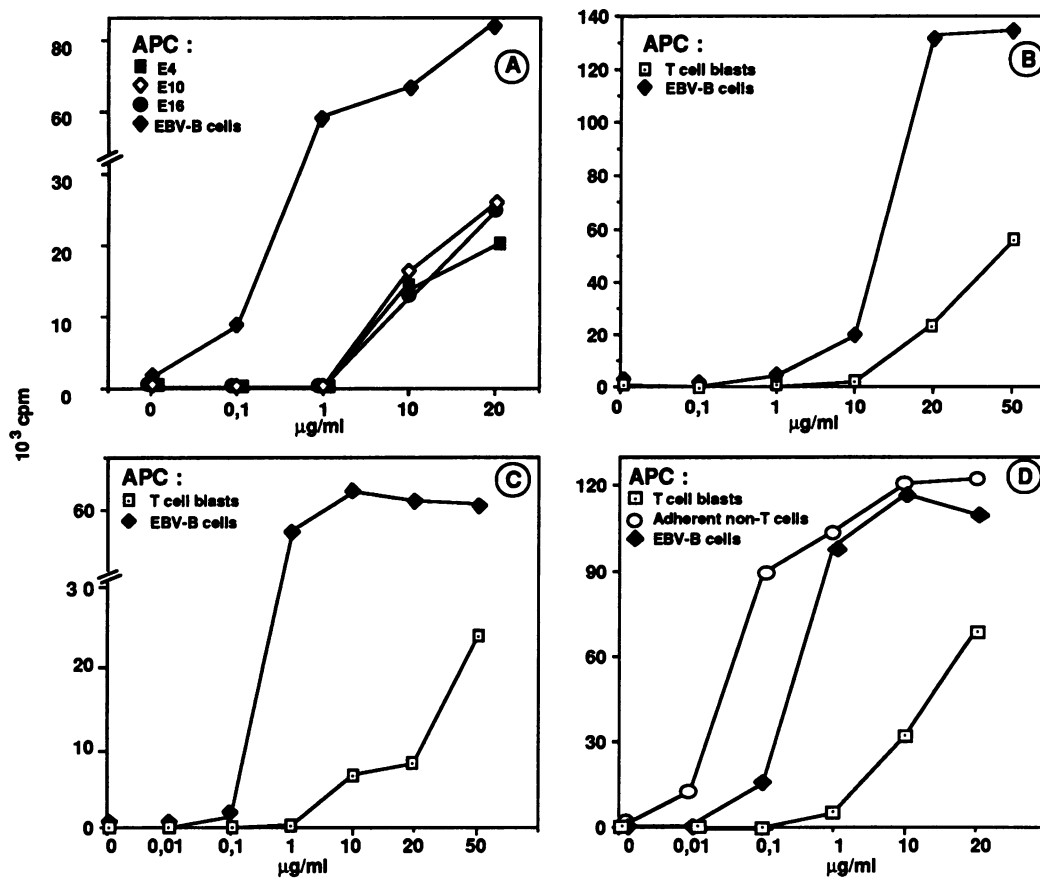 10³ cpm
A
APC :
E4
E10
E16
EBV-B cells
80
60
30
20
10
0
0 0,1 1 10 20
µg/ml
B
APC :
T cell blasts
EBV-B cells
140
120
100
80
60
40
20
0
0 0,1 1 10 20 50
µg/ml
C
APC :
T cell blasts
EBV-B cells
60
3 0
20
10
0
0 0,01 0,1 1 10 20 50
µg/ml
D
APC :
T cell blasts
Adherent non-T cells
EBV-B cells
120
90
60
30
0
0 0,01 0,1 1 10 20
µg/ml